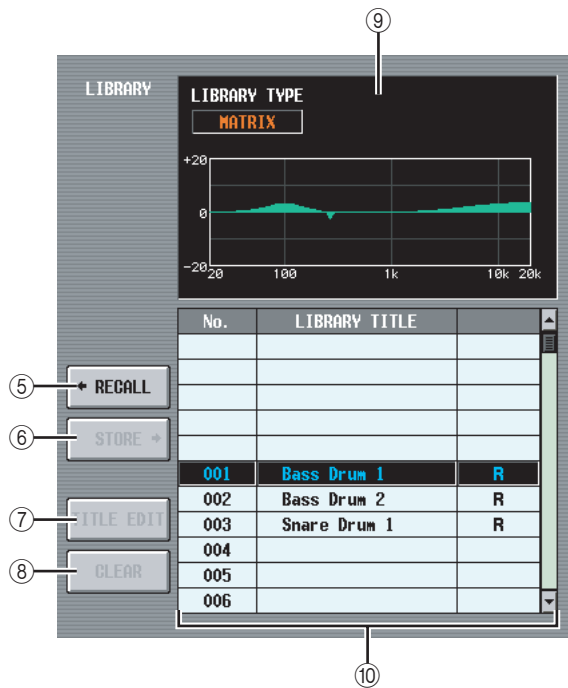 ⑨
LIBRARY
LIBRARY TYPE
MATRIX
+20
0
-20
20 100 1k 10k 20k
No. LIBRARY TITLE
⑤ RECALL
⑥ STORE
001 Bass Drum 1 R
⑦ TITLE EDIT
002 Bass Drum 2 R
003 Snare Drum 1 R
004
⑧ CLEAR
005
006
⑩